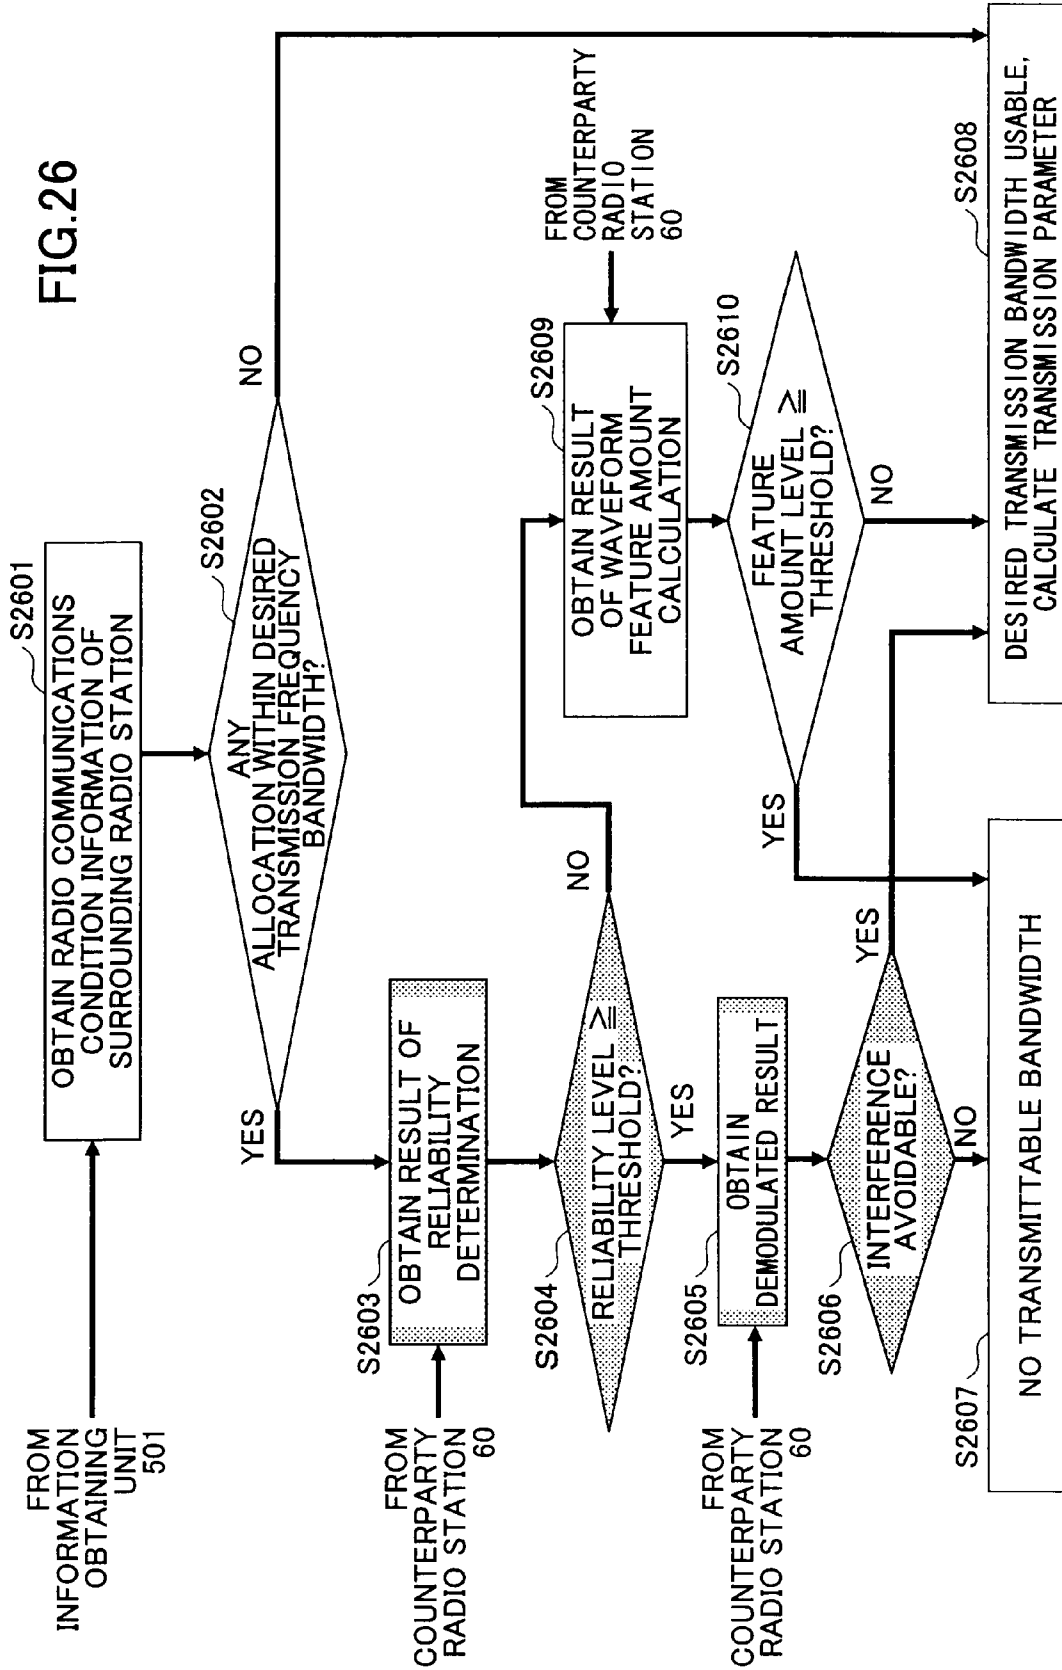 FIG.26
FROM
INFORMATION
OBTAINING
UNIT
501
S2601
OBTAIN RADIO COMMUNICATIONS
CONDITION INFORMATION OF
SURROUNDING RADIO STATION
S2602
ANY
ALLOCATION WITHIN DESIRED
TRANSMISSION FREQUENCY
BANDWIDTH?
YES
NO
FROM
COUNTERPARTY
RADIO STATION
60
S2603
OBTAIN RESULT OF
RELIABILITY
DETERMINATION
S2604
RELIABILITY LEVEL ≧
THRESHOLD?
NO
YES
FROM
COUNTERPARTY
RADIO STATION
60
S2605
OBTAIN
DEMODULATED RESULT
S2606
INTERFERENCE
AVOIDABLE?
YES
NO
S2607
NO TRANSMITTABLE BANDWIDTH
FROM
COUNTERPARTY
RADIO
STATION
60
S2609
OBTAIN RESULT
OF WAVEFORM
FEATURE AMOUNT
CALCULATION
S2610
FEATURE
AMOUNT LEVEL ≧
THRESHOLD?
YES
NO
S2608
DESIRED TRANSMISSION BANDWIDTH USABLE,
CALCULATE TRANSMISSION PARAMETER